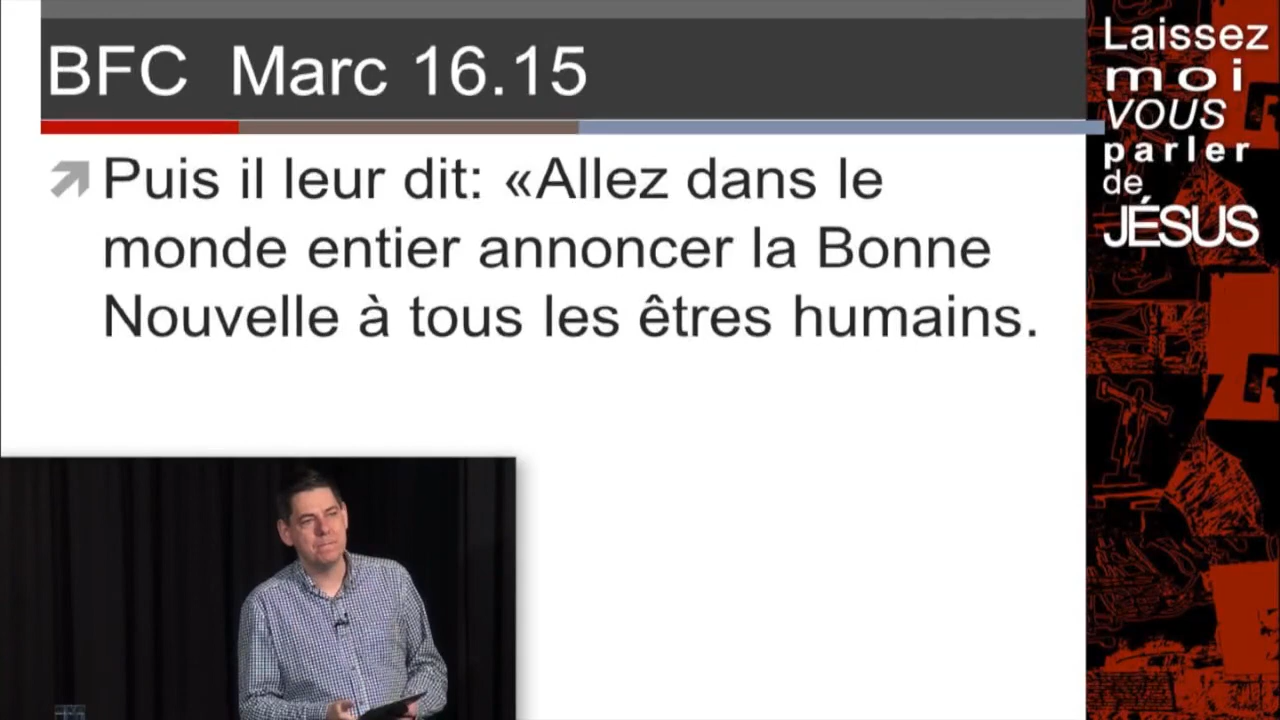 BFC Marc 16.15
Puis il leur dit: «Allez dans le
monde entier annoncer la Bonne
Nouvelle à tous les êtres humains.
Laissez
moi
VOUS
parler
de
JÉSUS